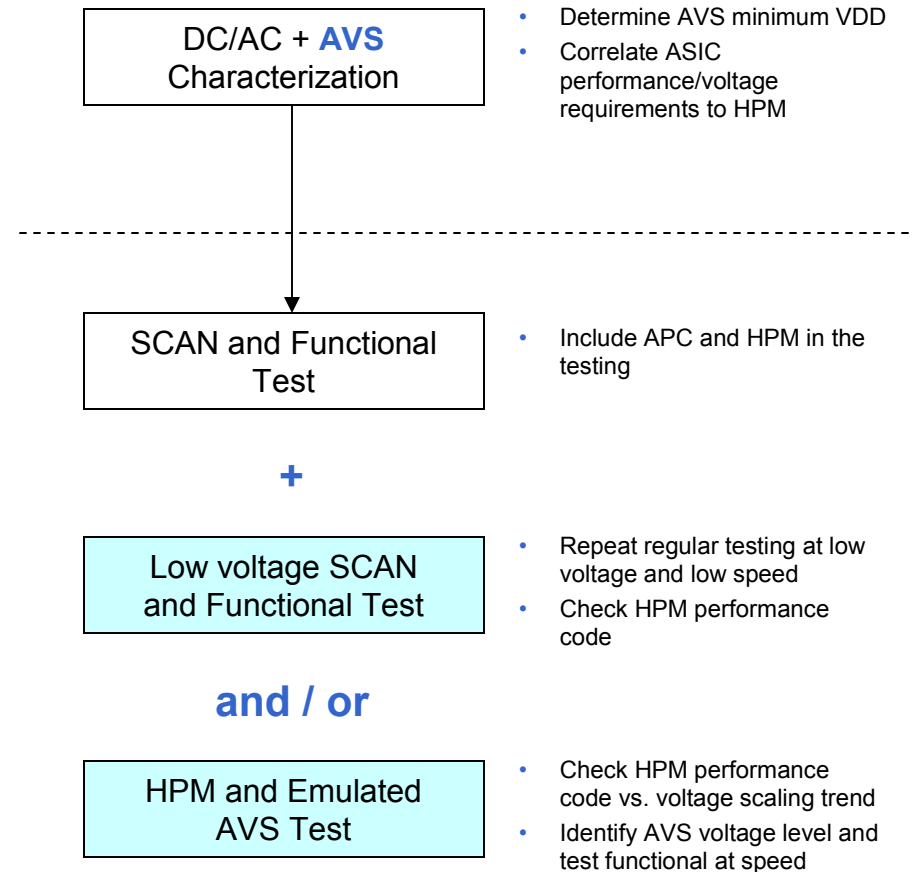 DC/AC + AVS
Characterization
• Determine AVS minimum VDD
• Correlate ASIC
performance/voltage
requirements to HPM
SCAN and Functional
Test
• Include APC and HPM in the
testing
+
Low voltage SCAN
and Functional Test
• Repeat regular testing at low
voltage and low speed
• Check HPM performance
code
and / or
HPM and Emulated
AVS Test
• Check HPM performance
code vs. voltage scaling trend
• Identify AVS voltage level and
test functional at speed